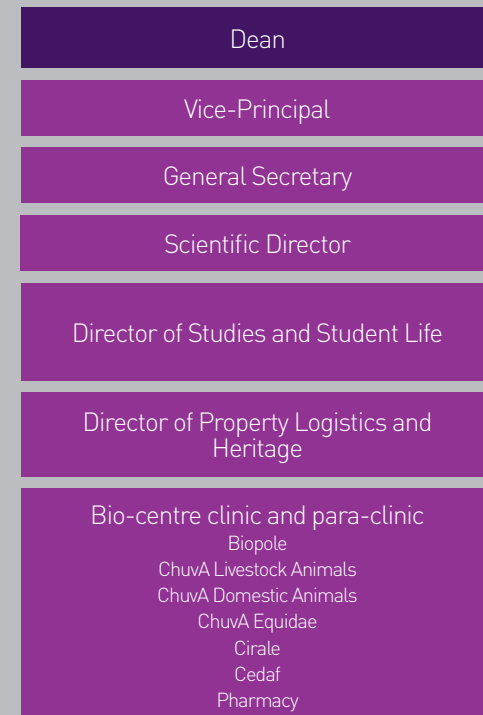 Dean
Vice-Principal
General Secretary
Scientific Director
Director of Studies and Student Life
Director of Property Logistics and
Heritage
Bio-centre clinic and para-clinic
Biopole
ChuvA Livestock Animals
ChuvA Domestic Animals
ChuvA Equidae
Cirale
Cedaf
Pharmacy